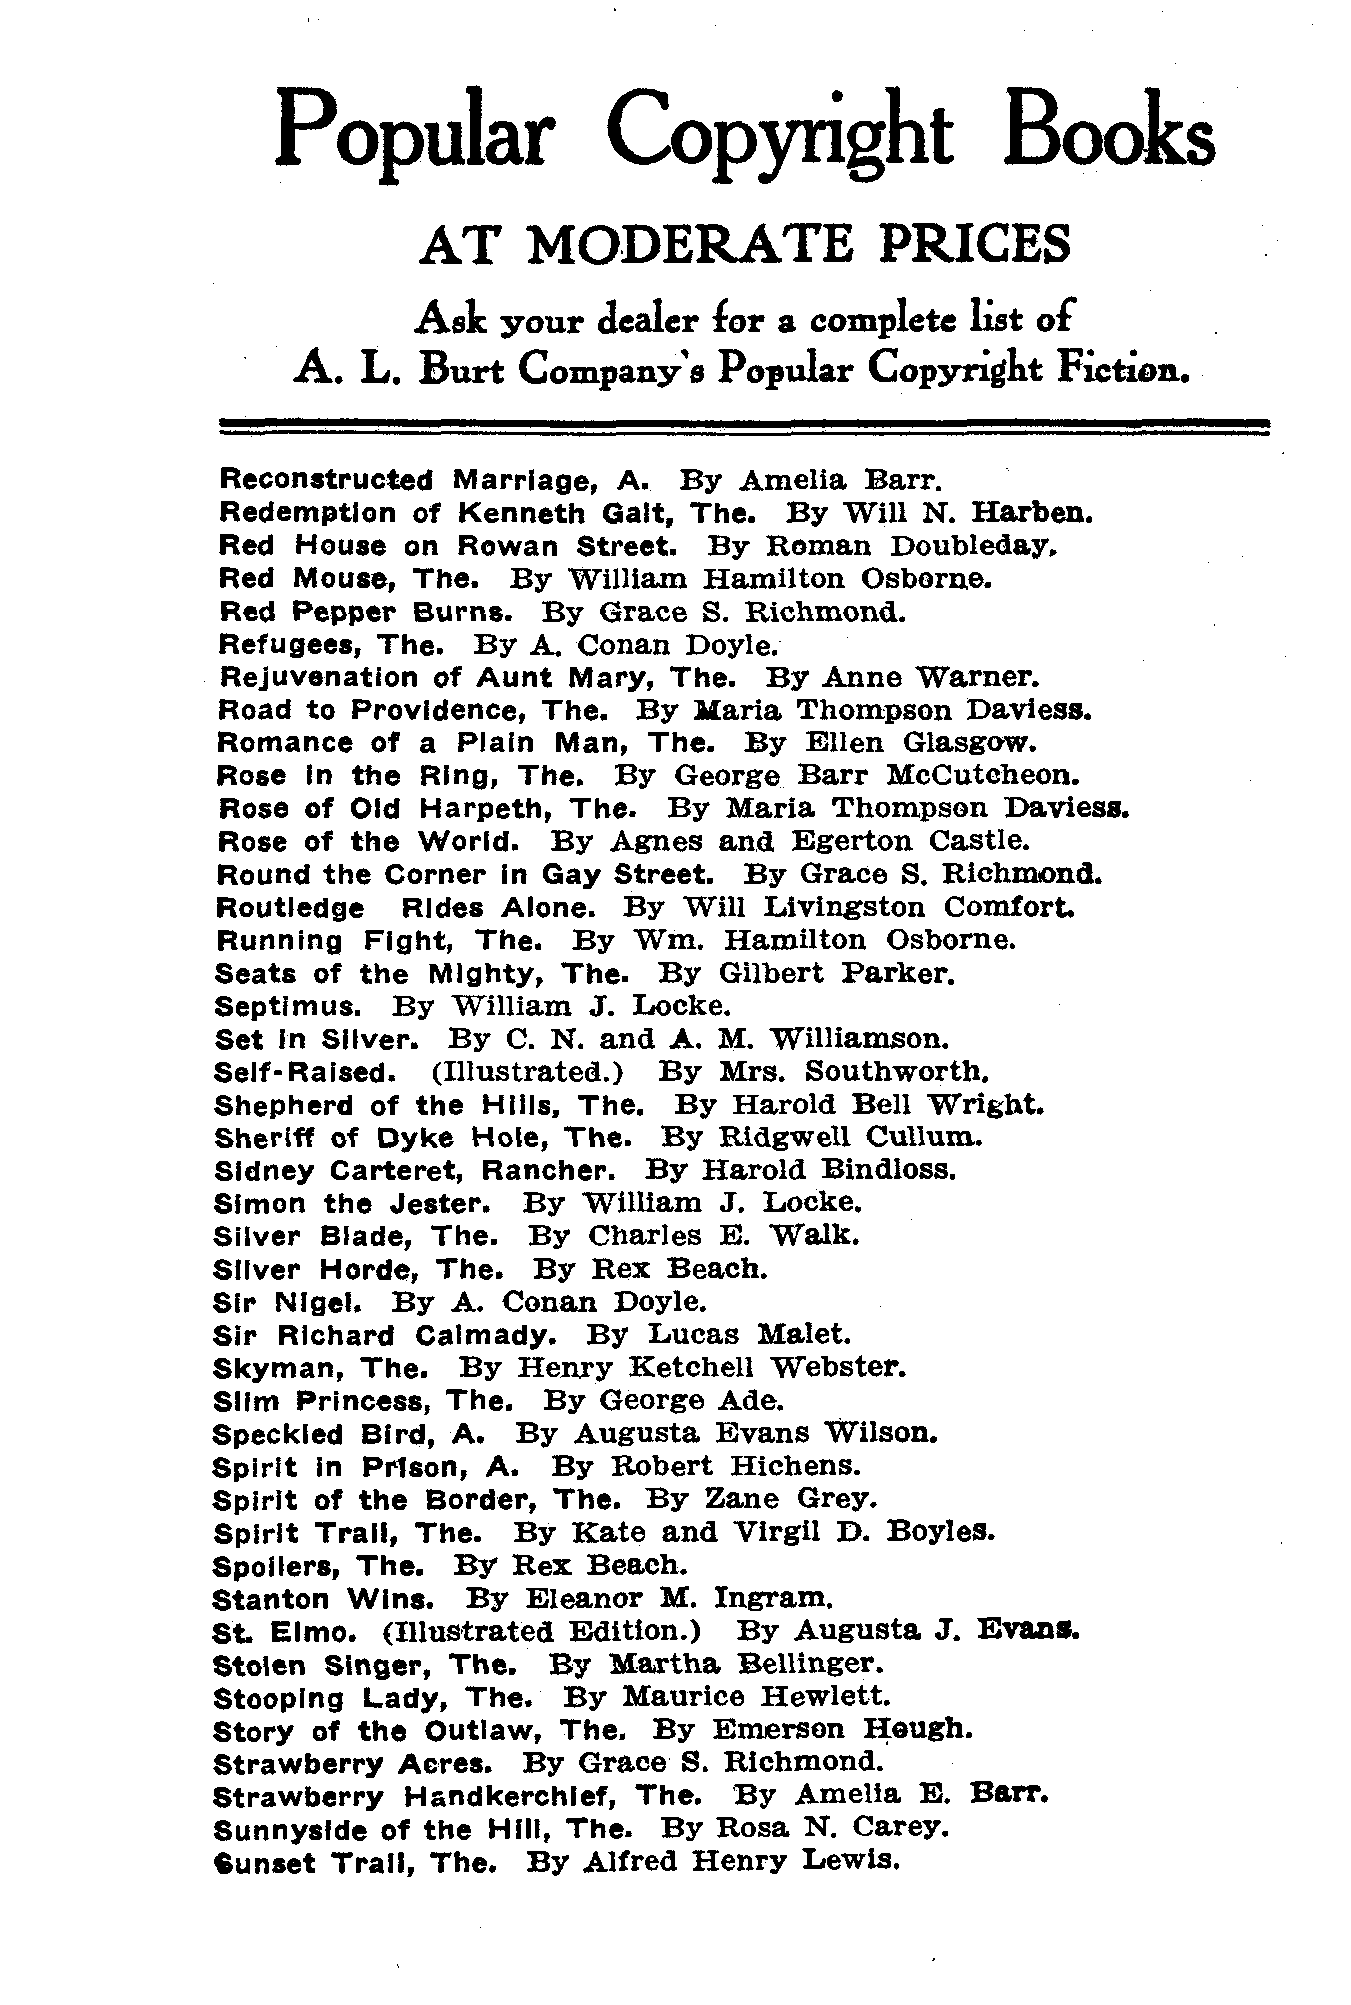 Popular Copyright Books
AT MODERATE PRICES
Ask your dealer for a complete list of
A. L. Burt Company's Popular Copyright Fiction.
Reconstructed Marriage, A. By Amelia Barr.
Redemption of Kenneth Galt, The. By Will N. Harben.
Red House on Rowan Street. By Roman Doubleday.
Red Mouse, The. By William Hamilton Osborne.
Red Pepper Burns. By Grace S. Richmond.
Refugees, The. By A. Conan Doyle.
Rejuvenation of Aunt Mary, The. By Anne Warner.
Road to Providence, The. By Maria Thompson Daviess.
Romance of a Plain Man, The. By Ellen Glasgow.
Rose in the Ring, The. By George Barr McCutcheon.
Rose of Old Harpeth, The. By Maria Thompson Daviess.
Rose of the World. By Agnes and Egerton Castle.
Round the Corner in Gay Street. By Grace S. Richmond.
Routledge Rides Alone. By Will Livingston Comfort.
Running Fight, The. By Wm. Hamilton Osborne.
Seats of the Mighty, The. By Gilbert Parker.
Septimus. By William J. Locke.
Set in Silver. By C. N. and A. M. Williamson.
Self-Raised. (Illustrated.) By Mrs. Southworth.
Shepherd of the Hills, The. By Harold Bell Wright.
Sheriff of Dyke Hole, The. By Ridgwell Cullum.
Sidney Carteret, Rancher. By Harold Bindloss.
Simon the Jester. By William J. Locke.
Silver Blade, The. By Charles E. Walk.
Silver Horde, The. By Rex Beach.
Sir Nigel. By A. Conan Doyle.
Sir Richard Calmady. By Lucas Malet.
Skyman, The. By Henry Ketchell Webster.
Slim Princess, The. By George Ade.
Speckled Bird, A. By Augusta Evans Wilson.
Spirit in Prison, A. By Robert Hichens.
Spirit of the Border, The. By Zane Grey.
Spirit Trail, The. By Kate and Virgil D. Boyles.
Spoilers, The. By Rex Beach.
Stanton Wins. By Eleanor M. Ingram.
St. Elmo. (Illustrated Edition.) By Augusta J. Evans.
Stolen Singer, The. By Martha Bellinger.
Stooping Lady, The. By Maurice Hewlett.
Story of the Outlaw, The. By Emerson Hough.
Strawberry Acres. By Grace S. Richmond.
Strawberry Handkerchief, The. By Amelia E. Barr.
Sunnyside of the Hill, The. By Rosa N. Carey.
Sunset Trail, The. By Alfred Henry Lewis.